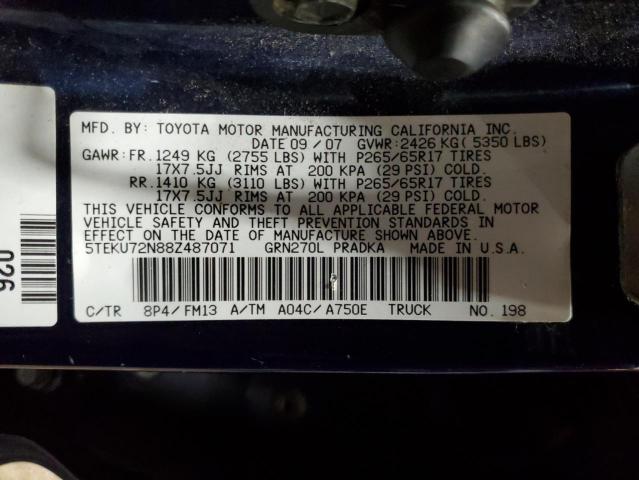 MFD. BY: TOYOTA MOTOR MANUFACTURING CALIFORNIA INC.
DATE 09 / 07 GVWR:2426 KG( 5350 LBS)
GAWR:FR.1249 KG (2755 LBS) WITH P265/65R17 TIRES
17X7.5JJ RIMS AT 200 KPA (29 PSI) COLD.
RR.1410 KG (3110 LBS) WITH P265/65R17 TIRES
17X7.5JJ RIMS AT 200 KPA (29 PSI) COLD.
THIS VEHICLE CONFORMS TO ALL APPLICABLE FEDERAL MOTOR
VEHICLE SAFETY AND THEFT PREVENTION STANDARDS IN
EFFECT ON THE DATE OF MANUFACTURE SHOWN ABOVE.
5TEKU72N88Z487071 GRN270L PRADKA MADE IN U.S.A.
C/TR 8P4/FM13 A/TM A04C/A750E TRUCK NO. 198
026